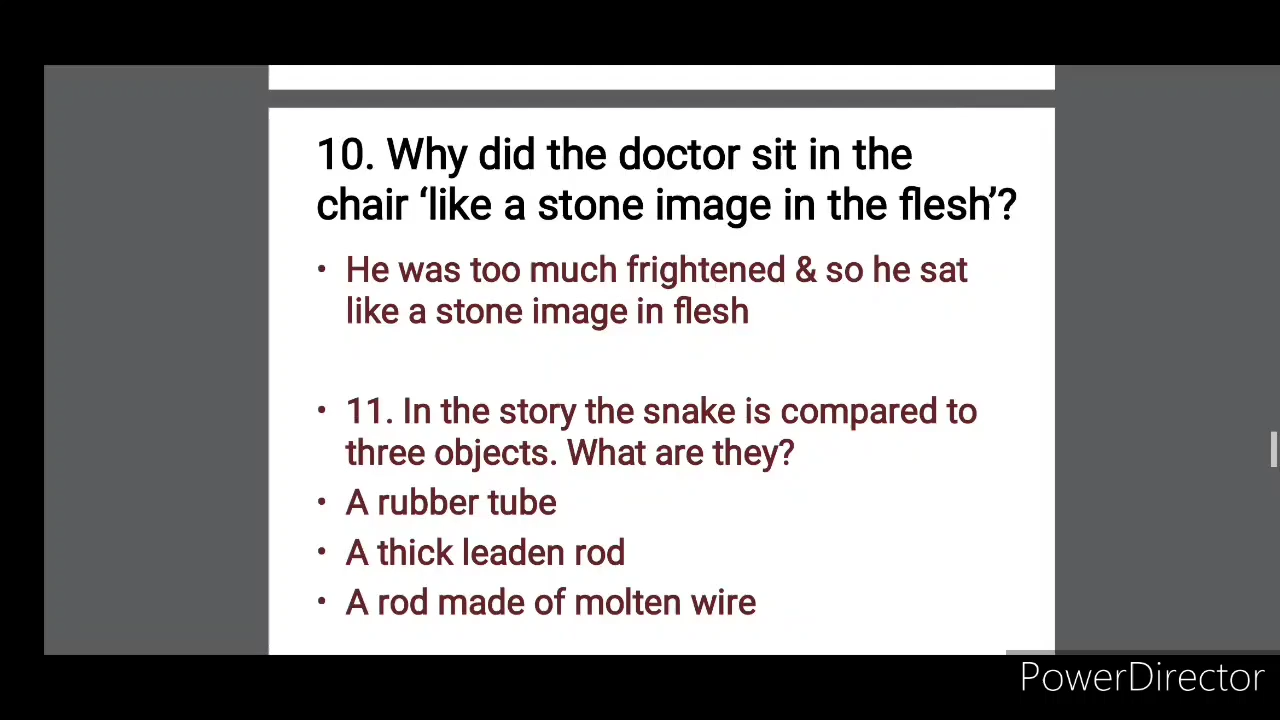 10. Why did the doctor sit in the
chair ‘like a stone image in the flesh’?
• He was too much frightened & so he sat
like a stone image in flesh
• 11. In the story the snake is compared to
three objects. What are they?
• A rubber tube
• A thick leaden rod
• A rod made of molten wire
PowerDirector